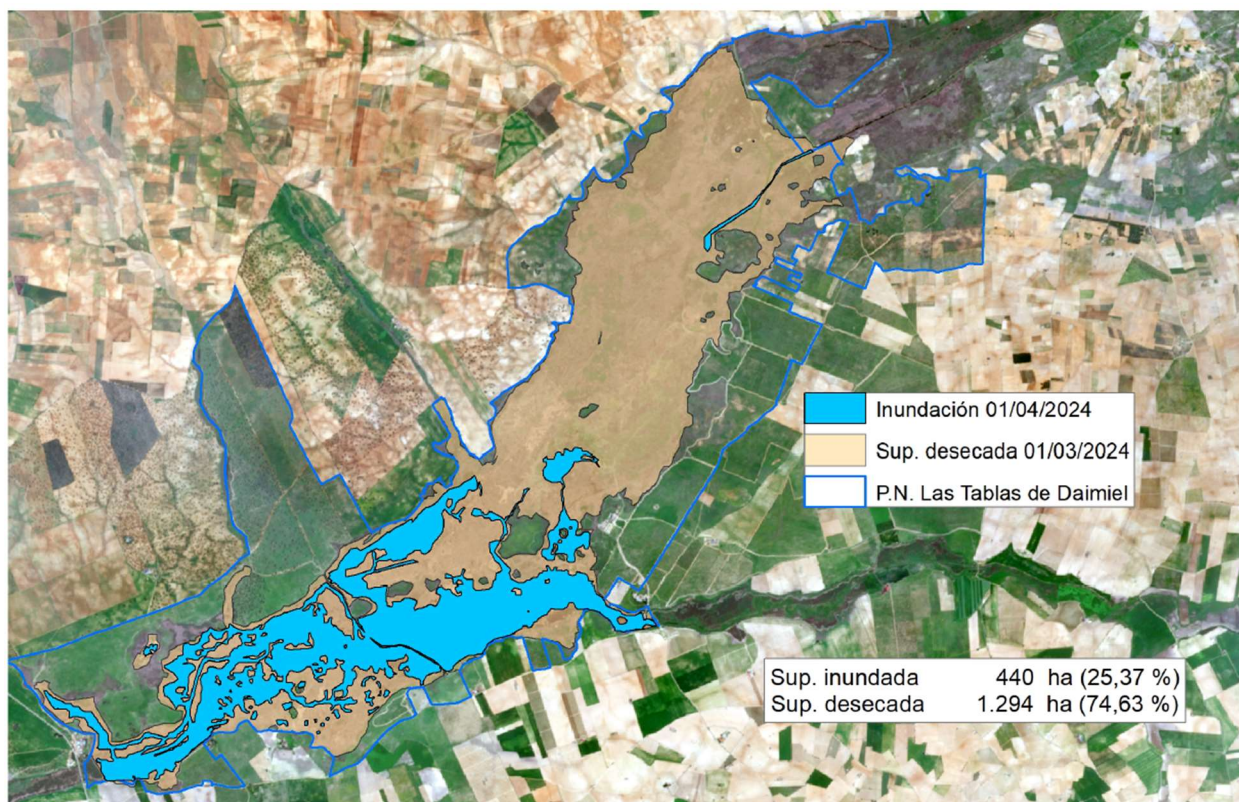 Inundación 01/04/2024
Sup. desecada 01/03/2024
P.N. Las Tablas de Daimiel
Sup. inundada 440 ha (25,37 %)
Sup. desecada 1.294 ha (74,63 %)